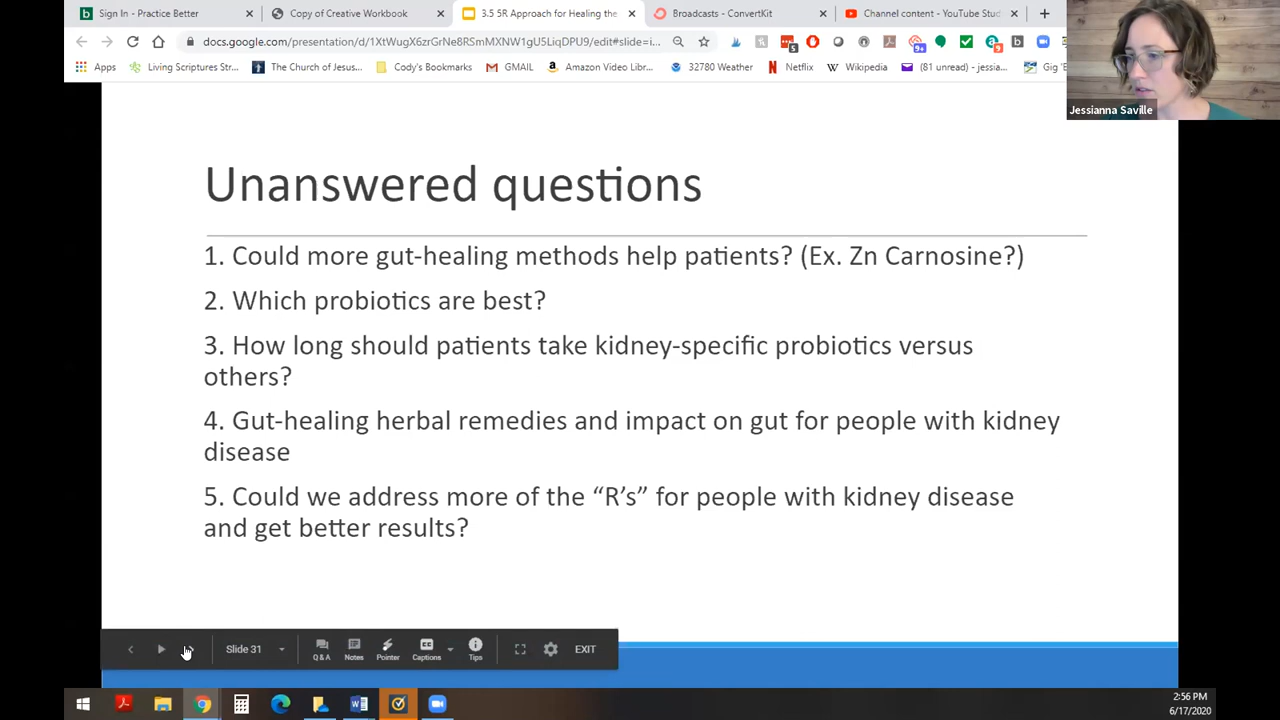 Sign In - Practice Better
Copy of Creative Workbook
3.5 5R Approach for Healing the
Broadcasts - ConvertKit
Channel content - YouTube Stud
docs.google.com/presentation/d/1XtWugX6zrGrNe8RSmMXNW1gU5LiqDPU9/edit#slide=i...
Apps
Living Scriptures Str...
The Church of Jesus...
Cody's Bookmarks
GMAIL
Amazon Video Libr...
32780 Weather
Netflix
Wikipedia
(81 unread) - jessia...
Gig
Jessianna Saville
Unanswered questions
1. Could more gut-healing methods help patients? (Ex. Zn Carnosine?)
2. Which probiotics are best?
3. How long should patients take kidney-specific probiotics versus
others?
4. Gut-healing herbal remedies and impact on gut for people with kidney
disease
5. Could we address more of the “R’s” for people with kidney disease
and get better results?
Slide 31
Q & A
Notes
Pointer
Captions
Tips
EXIT
2:56 PM
6/17/2020